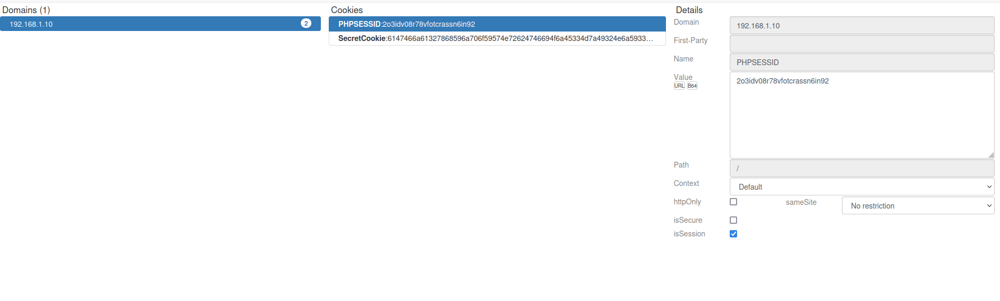 Domains (1)
192.168.1.10
2
Cookies
PHPSESSID:2o3idv08r78vfotcrassn6in92
SecretCookie:6147466a61327868596a706f59574e72624746694f6a45334d7a49324e6a5933...
Details
Domain
192.168.1.10
First-Party
Name
PHPSESSID
Value
URL B64
2o3idv08r78vfotcrassn6in92
Path
/
Context
Default
httpOnly
sameSite
No restriction
isSecure
isSession